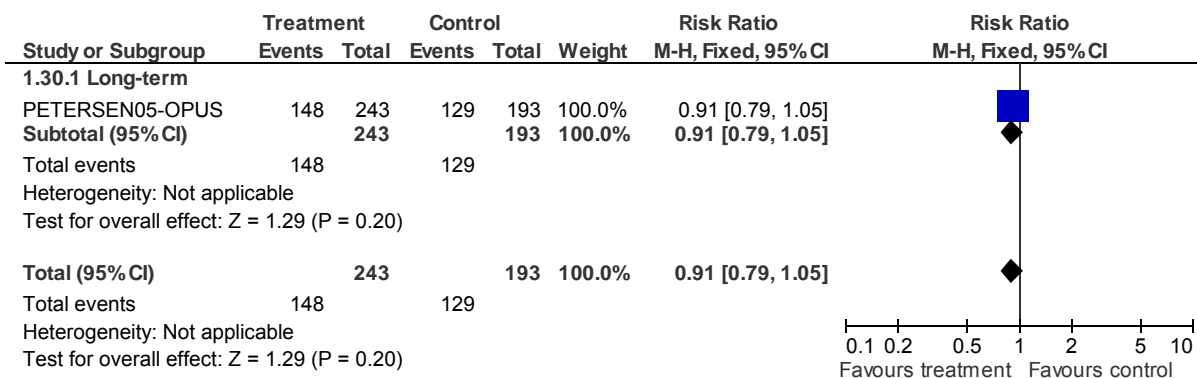 Treatment Control Risk Ratio Risk Ratio
Study or Subgroup Events Total Events Total Weight M-H, Fixed, 95% CI M-H, Fixed, 95% CI
1.30.1 Long-term
PETERSEN05-OPUS 148 243 129 193 100.0% 0.91 [0.79, 1.05]
Subtotal (95% CI) 243 193 100.0% 0.91 [0.79, 1.05]
Total events 148 129
Heterogeneity: Not applicable
Test for overall effect: Z = 1.29 (P = 0.20)
Total (95% CI) 243 193 100.0% 0.91 [0.79, 1.05]
Total events 148 129
Heterogeneity: Not applicable
Test for overall effect: Z = 1.29 (P = 0.20)
0.1 0.2 0.5 1 2 5 10
Favours treatment Favours control